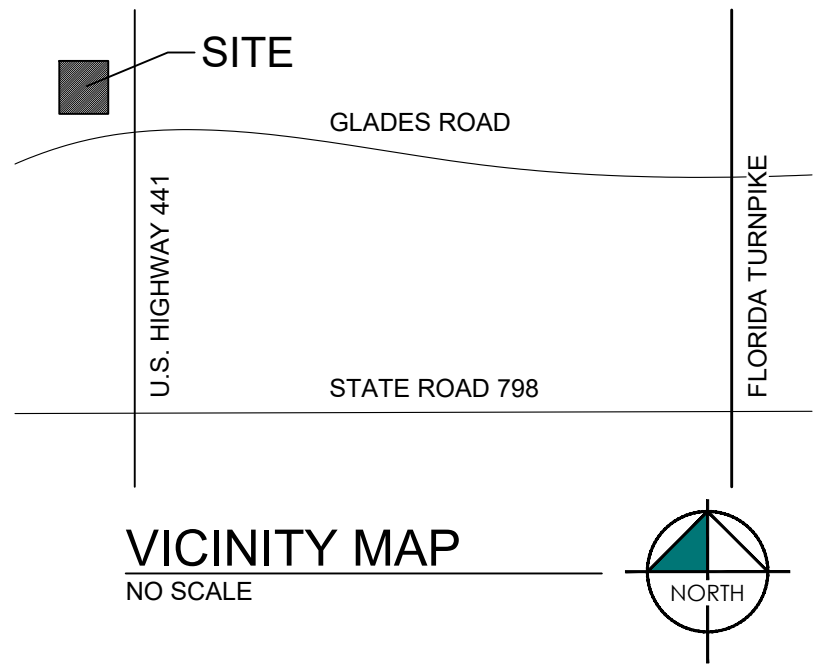 SITE
GLADES ROAD
U.S. HIGHWAY 441
FLORIDA TURNPIKE
STATE ROAD 798
VICINITY MAP
NO SCALE
NORTH